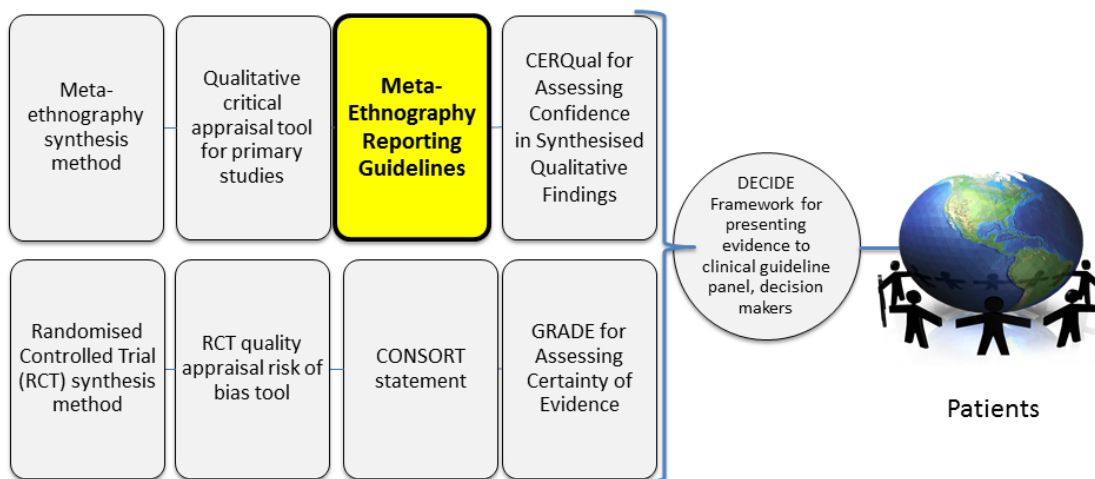 Meta-
ethnography
synthesis
method
Qualitative
critical
appraisal tool
for primary
studies
Meta-
Ethnography
Reporting
Guidelines
CERQual for
Assessing
Confidence
in Synthesised
Qualitative
Findings
Randomised
Controlled Trial
(RCT) synthesis
method
RCT quality
appraisal risk of
bias tool
CONSORT
statement
GRADE for
Assessing
Certainty of
Evidence
DECIDE
Framework for
presenting
evidence to
clinical guideline
panel, decision
makers
Patients